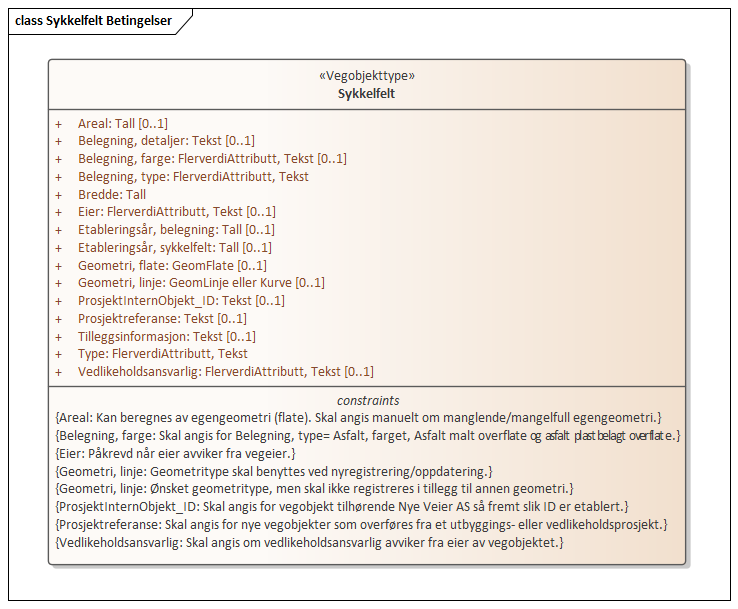 class Sykkelfelt Betingelser
«Vegobjekttype»
Sykkelfelt
+ Areal: Tall [0..1]
+ Belegning, detaljer: Tekst [0..1]
+ Belegning, farge: FlerverdiAttributt, Tekst [0..1]
+ Belegning, type: FlerverdiAttributt, Tekst
+ Bredde: Tall
+ Eier: FlerverdiAttributt, Tekst [0..1]
+ Etableringsår, belegning: Tall [0..1]
+ Etableringsår, sykkelfelt: Tall [0..1]
+ Geometri, flate: GeomFlate [0..1]
+ Geometri, linje: GeomLinje eller Kurve [0..1]
+ ProsjektInternObjekt_ID: Tekst [0..1]
+ Prosjektreferanse: Tekst [0..1]
+ Tilleggsinformasjon: Tekst [0..1]
+ Type: FlerverdiAttributt, Tekst
+ Vedlikeholdsansvarlig: FlerverdiAttributt, Tekst [0..1]
constraints
{Areal: Kan beregnes av egengeometri (flate). Skal angis manuelt om manglende/mangelfull egengeometri.}
{Belegning, farge: Skal angis for Belegning, type= Asfalt, farget, Asfalt malt overflate og asfalt plastbelagt overflate.}
{Eier: Påkrevd når eier avviker fra vegeier.}
{Geometri, linje: Geometritype skal benyttes ved nyregistrering/oppdatering.}
{Geometri, linje: Ønsket geometritype, men skal ikke registreres i tillegg til annen geometri.}
{ProsjektInternObjekt_ID: Skal angis for vegobjekt tilhørende Nye Veier AS så fremt slik ID er etablert.}
{Prosjektreferanse: Skal angis for nye vegobjekter som overføres fra et utbyggings- eller vedlikeholdsprosjekt.}
{Vedlikeholdsansvarlig: Skal angis om vedlikeholdsansvarlig avviker fra eier av vegobjektet.}